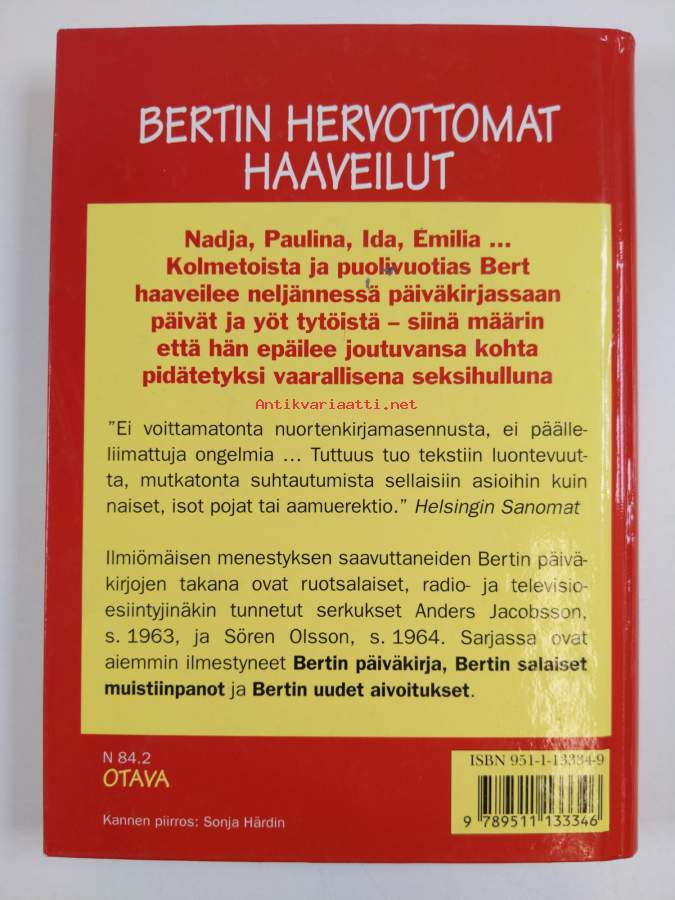 BERTIN HERVOTTOMAT
HAAVEILUT
Nadja, Paulina, Ida, Emilia ...
Kolmetoista ja puolivuotias Bert
haaveilee neljännessä päiväkirjassaan
päivät ja yöt tytöistä – siinä määrin
että hän epäilee joutuvansa kohta
pidätetyksi vaarallisena seksihulluna
Antikvariaatti.net
"Ei voittamatonta nuortenkirjamasennusta, ei päälle-
liimattuja ongelmia ... Tuttuus tuo tekstiin luontevuut-
ta, mutkatonta suhtautumista sellaisiin asioihin kuin
naiset, isot pojat tai aamuerektio." Helsingin Sanomat
Ilmiömäisen menestyksen saavuttaneiden Bertin päivä-
kirjojen takana ovat ruotsalaiset, radio- ja televisio-
esiintyjinäkin tunnetut serkukset Anders Jacobsson,
s. 1963, ja Sören Olsson, s. 1964. Sarjassa ovat
aiemmin ilmestyneet Bertin päiväkirja, Bertin salaiset
muistiinpanot ja Bertin uudet aivoitukset.
N 84.2
OTAVA
Kannen piirros: Sonja Härdin
ISBN 951-1-13334-9
9 789511 133346